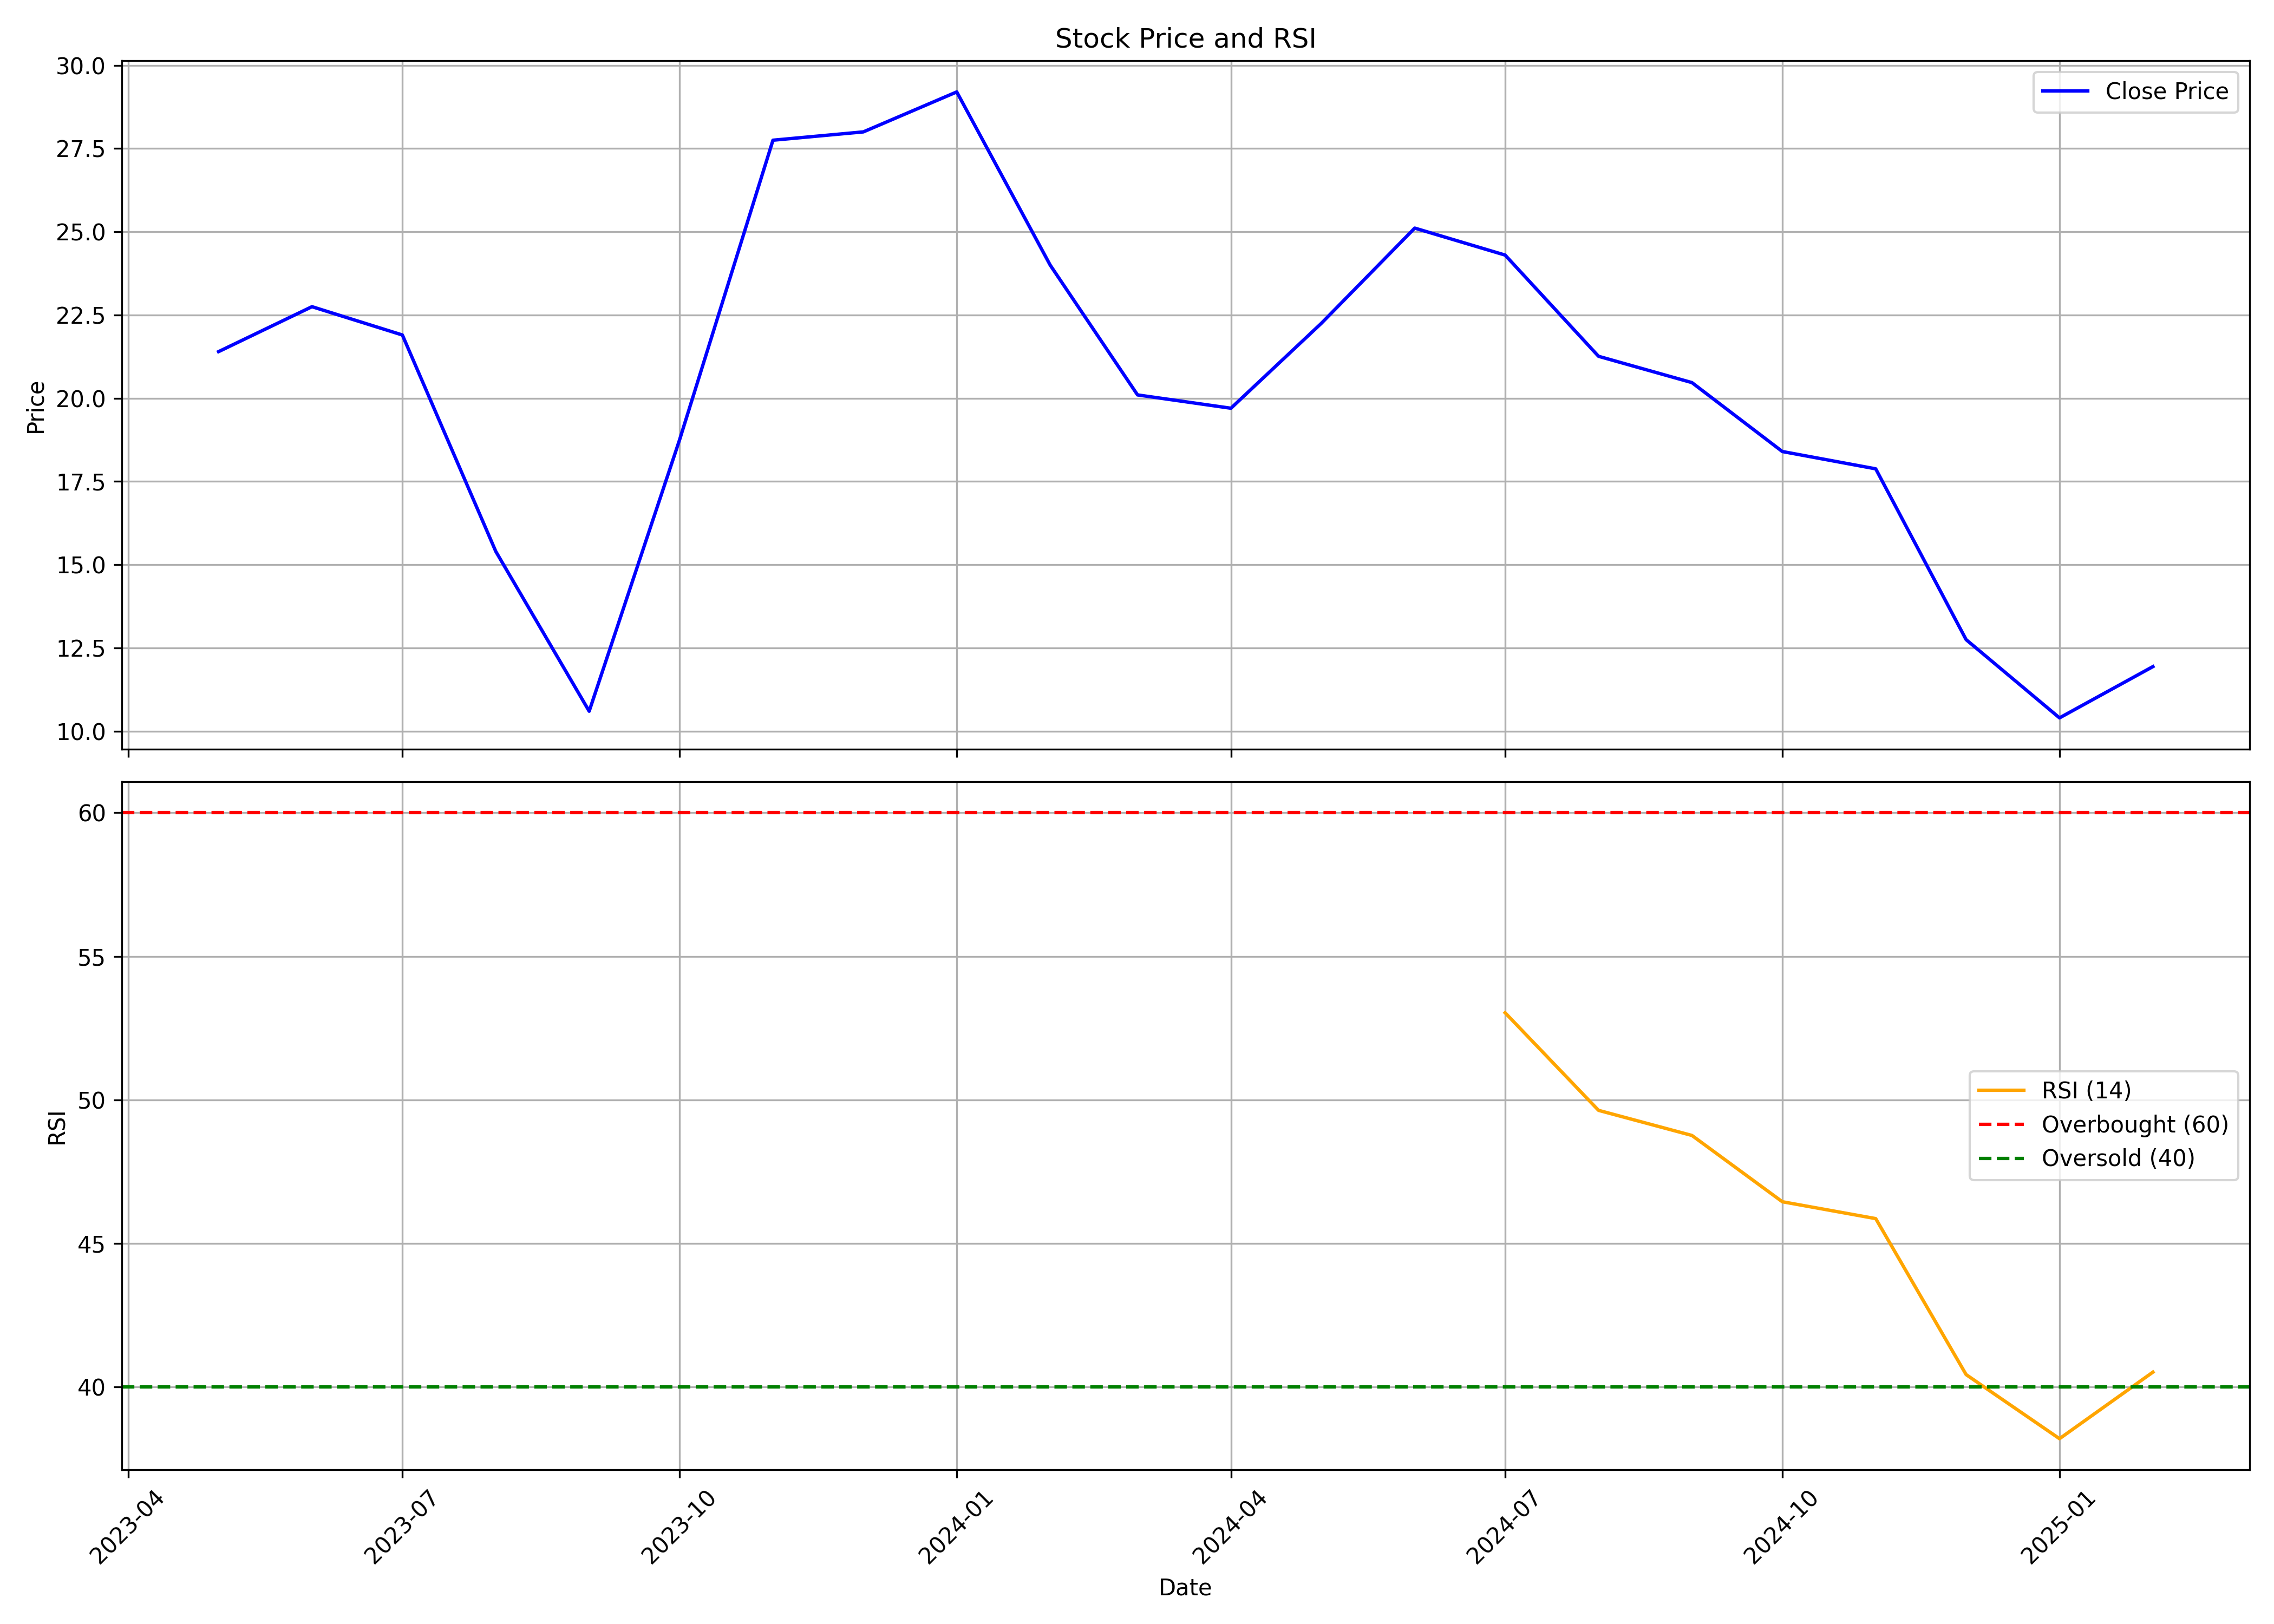 Stock Price and RSI
30.0
27.5
25.0
22.5
20.0
17.5
15.0
12.5
10.0
Price
Close Price
60
55
50
45
40
RSI
RSI (14)
Overbought (60)
Oversold (40)
2023-04
2023-07
2023-10
2024-01
2024-04
2024-07
2024-10
2025-01
Date